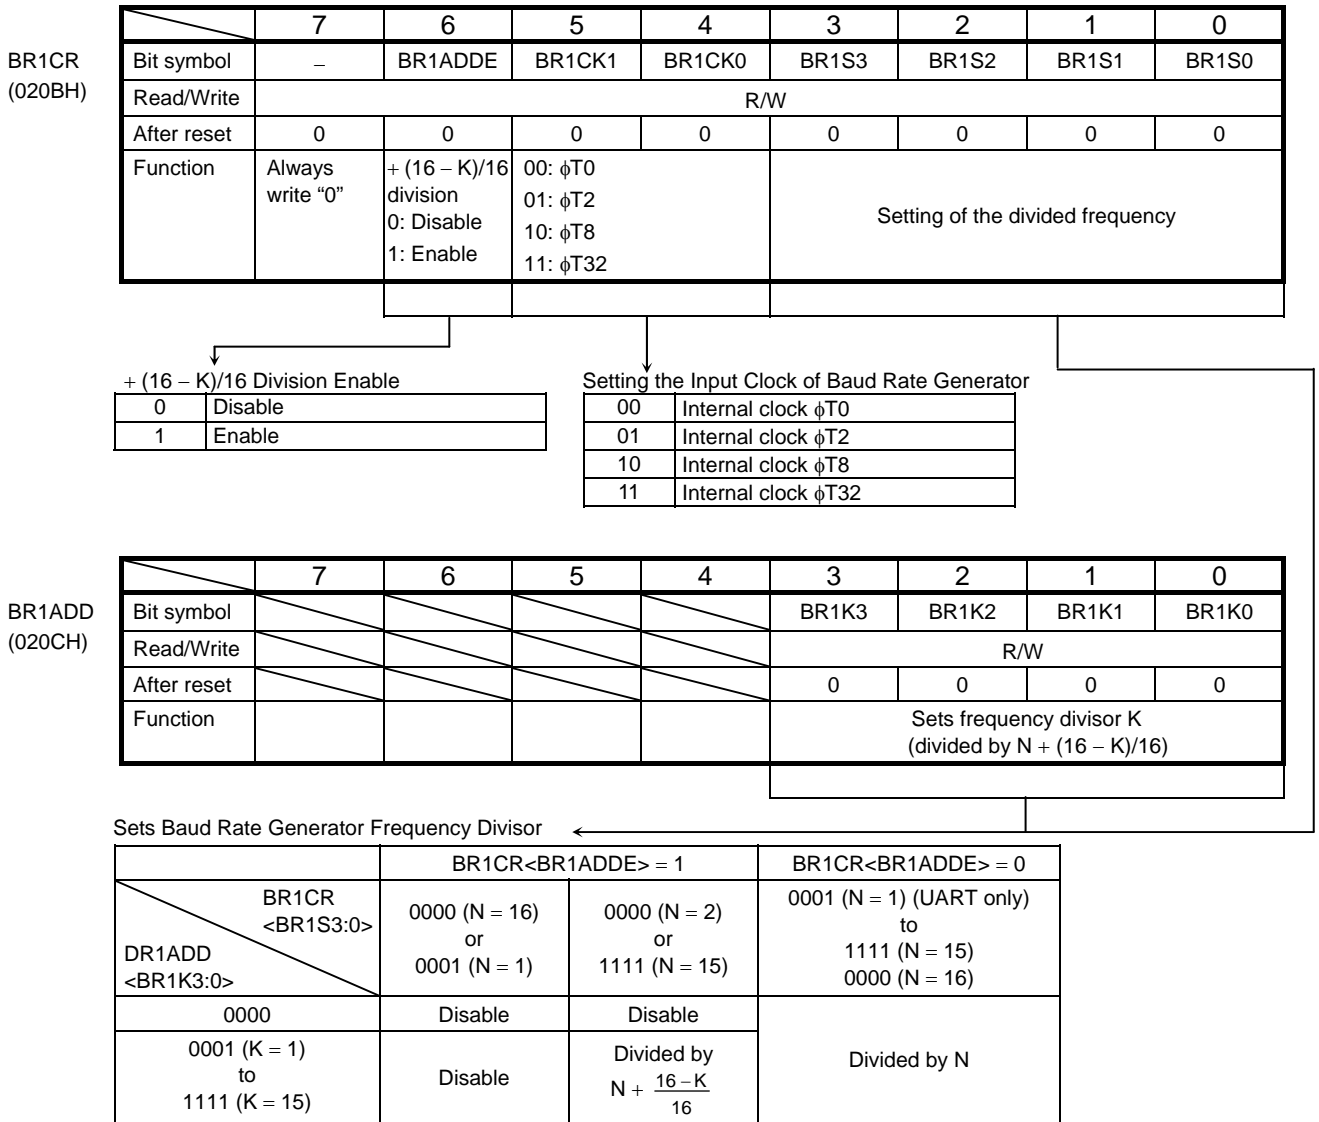 7 6 5 4 3 2 1 0
BR1CR
(020BH)
Bit symbol – BR1ADDE BR1CK1 BR1CK0 BR1S3 BR1S2 BR1S1 BR1S0
Read/Write R/W
After reset 0 0 0 0 0 0 0 0
Function
Always
write “0”
+ (16 – K)/16
division
0: Disable
1: Enable
00: ϕT0
01: ϕT2
10: ϕT8
11: ϕT32
Setting of the divided frequency
+ (16 – K)/16 Division Enable
0 Disable
1 Enable
Setting the Input Clock of Baud Rate Generator
00 Internal clock ϕT0
01 Internal clock ϕT2
10 Internal clock ϕT8
11 Internal clock ϕT32
7 6 5 4 3 2 1 0
BR1ADD
(020CH)
Bit symbol BR1K3 BR1K2 BR1K1 BR1K0
Read/Write R/W
After reset 0 0 0 0
Function
Sets frequency divisor K
(divided by N + (16 – K)/16)
Sets Baud Rate Generator Frequency Divisor
BR1CR<BR1ADDE> = 1 BR1CR<BR1ADDE> = 0
BR1CR
<BR1S3:0>
DR1ADD
<BR1K3:0>
0000 (N = 16)
or
0001 (N = 1)
0000 (N = 2)
or
1111 (N = 15)
0001 (N = 1) (UART only)
to
1111 (N = 15)
0000 (N = 16)
0000 Disable Disable
0001 (K = 1)
to
1111 (K = 15)
Disable
Divided by
N + 16 – K
16
Divided by N